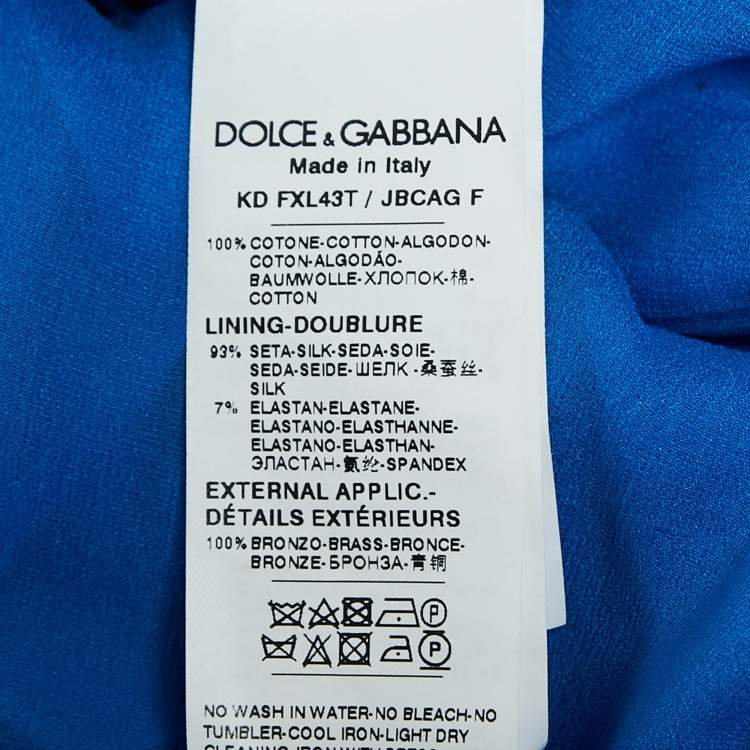 DOLCE & GABBANA
Made in Italy
KD FXL43T / JBCAG F
100% COTONE-COTTON-ALGODON-
COTON-ALGODÃO-
BAUMWOLLE-ХЛОПОК-棉-
COTTON
LINING-DOUBLURE
93% SETA-SILK-SEDA-SOIE-
SEDA-SEIDE-ШЕЛК-桑蚕丝-
SILK
7% ELASTAN-ELASTANE-
ELASTANO-ELASTHANNE-
ELASTANO-ELASTHAN-
ЭЛАСТАН-氨纶-SPANDEX
EXTERNAL APPLIC.-
DÉTAILS EXTÉRIEURS
100% BRONZO-BRASS-BRONCE-
BRONZE-БРОНЗА-青铜
P
P
NO WASH IN WATER-NO BLEACH-NO
TUMBLER-COOL IRON-LIGHT DRY
CLEANING-IRON WITH